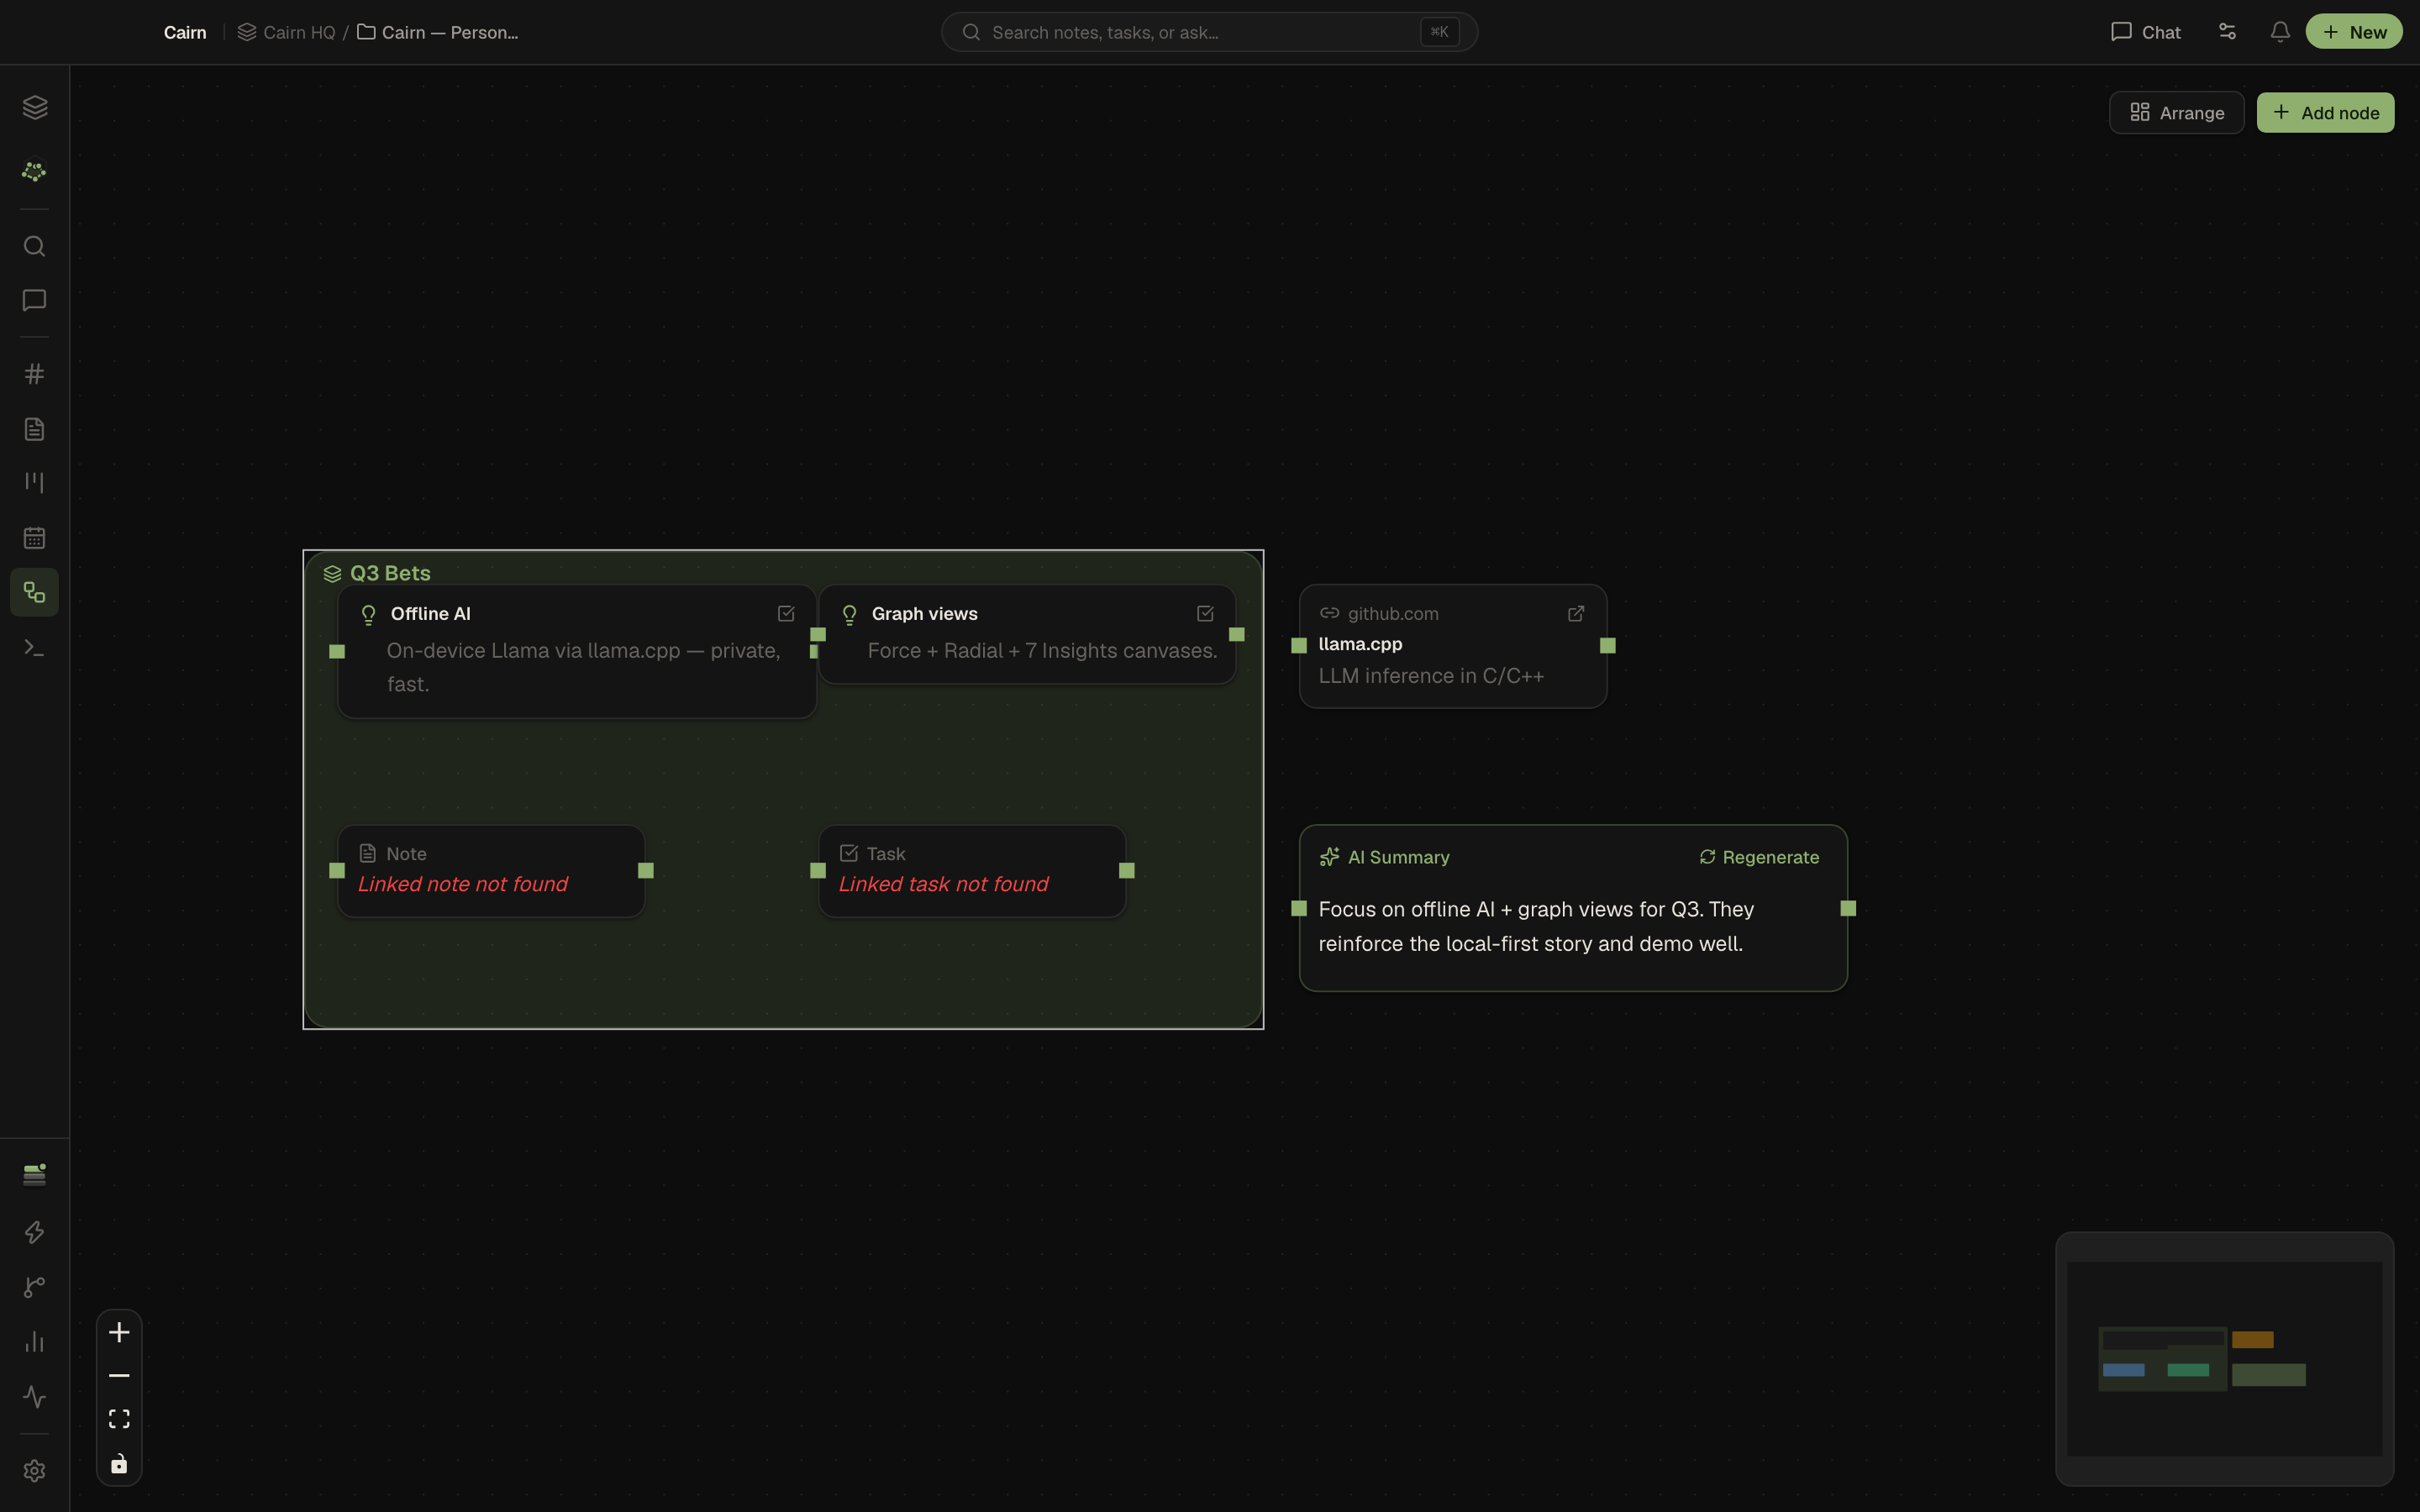 Cairn
Cairn HQ / Cairn — Person...
Search notes, tasks, or ask... ⌘K
Chat
New
Arrange
Add node
Q3 Bets
Offline AI
On-device Llama via llama.cpp — private,
fast.
Graph views
Force + Radial + 7 Insights canvases.
github.com
llama.cpp
LLM inference in C/C++
Note
Linked note not found
Task
Linked task not found
AI Summary
Regenerate
Focus on offline AI + graph views for Q3. They
reinforce the local-first story and demo well.